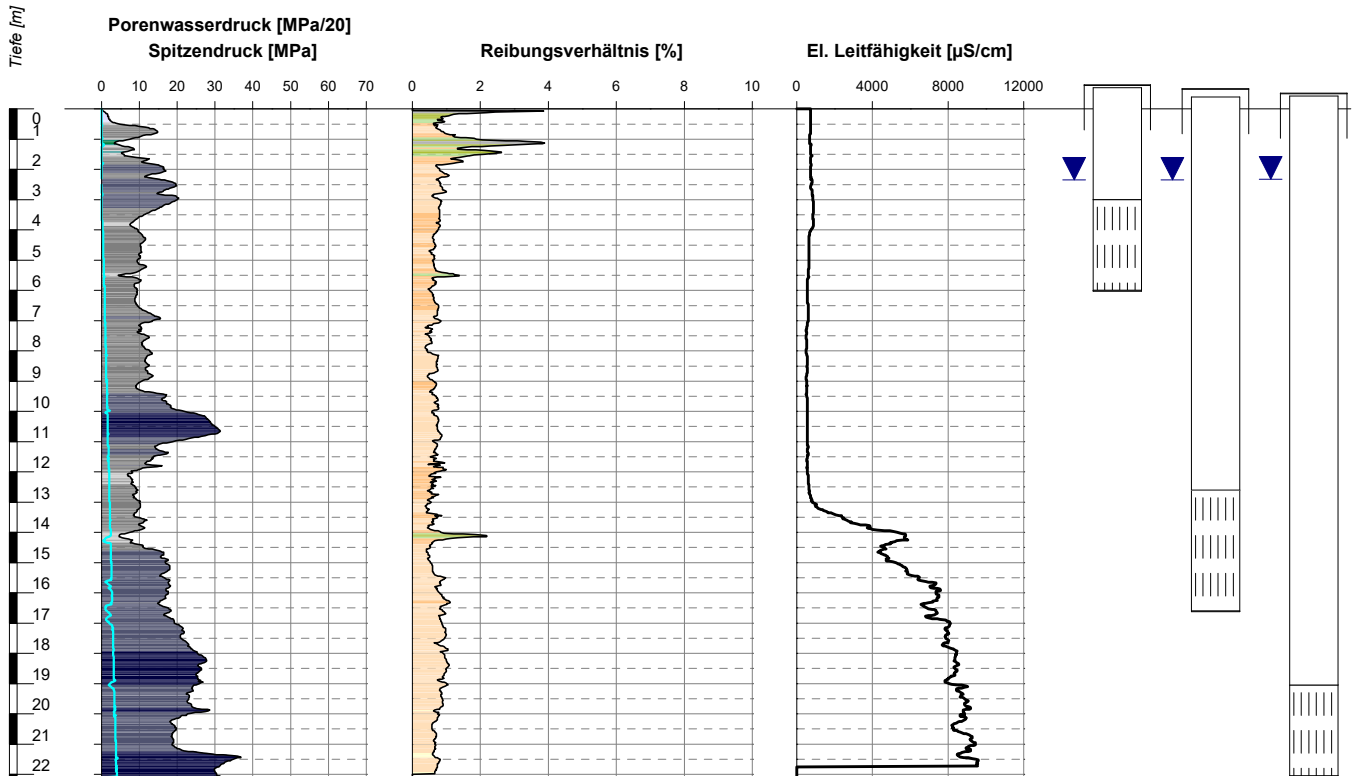 Tiefe [m]
Porenwasserdruck [MPa/20]
Spitzendruck [MPa]
Reibungsverhältnis [%]
El. Leitfähigkeit [µS/cm]
0 10 20 30 40 50 60 70
0 2 4 6 8 10
0 4000 8000 12000
0
1
2
3
4
5
6
7
8
9
10
11
12
13
14
15
16
17
18
19
20
21
22